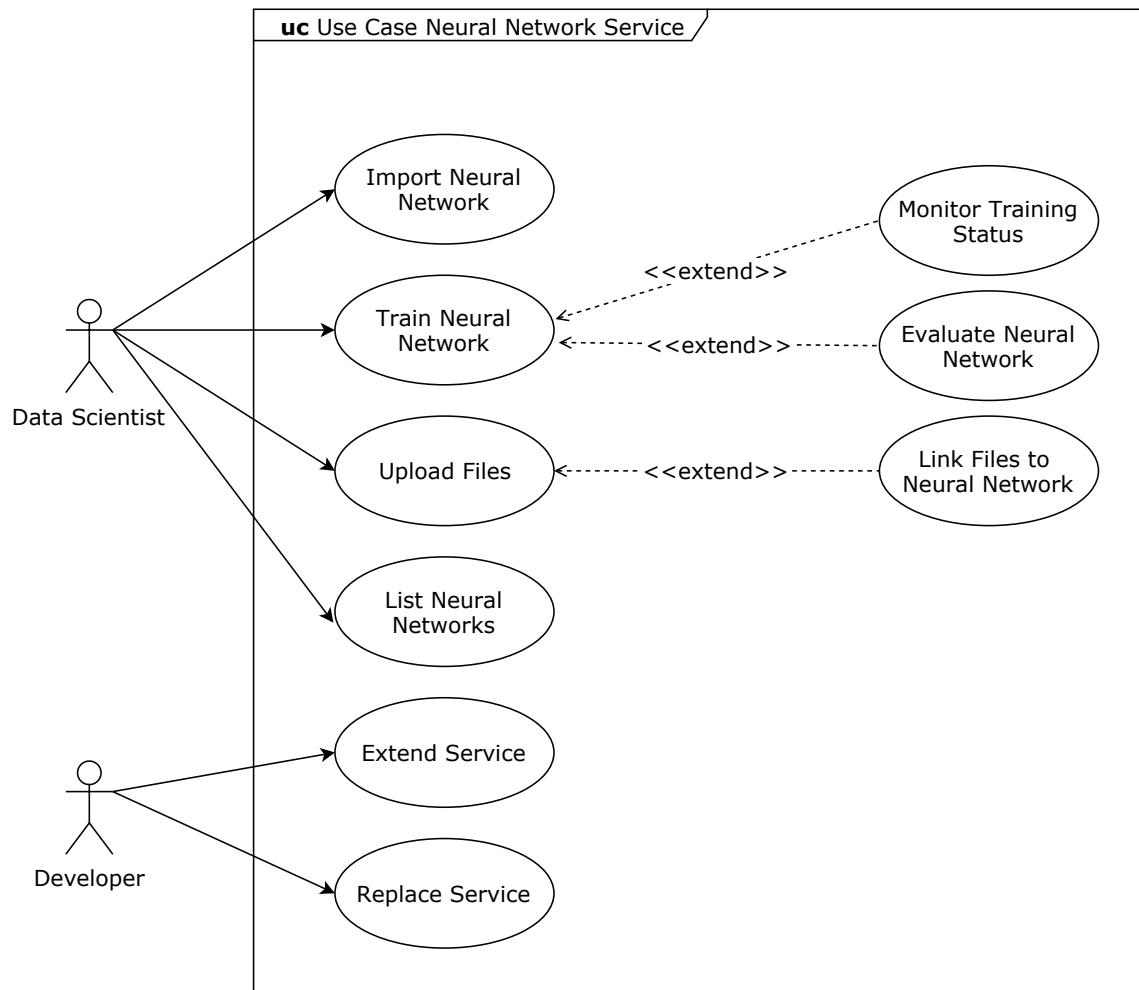 uc Use Case Neural Network Service
Import Neural
Network
Monitor Training
Status
<<extend>>
Train Neural
Network
<<extend>>
Evaluate Neural
Network
Data Scientist
Upload Files
<<extend>>
Link Files to
Neural Network
List Neural
Networks
Extend Service
Developer
Replace Service